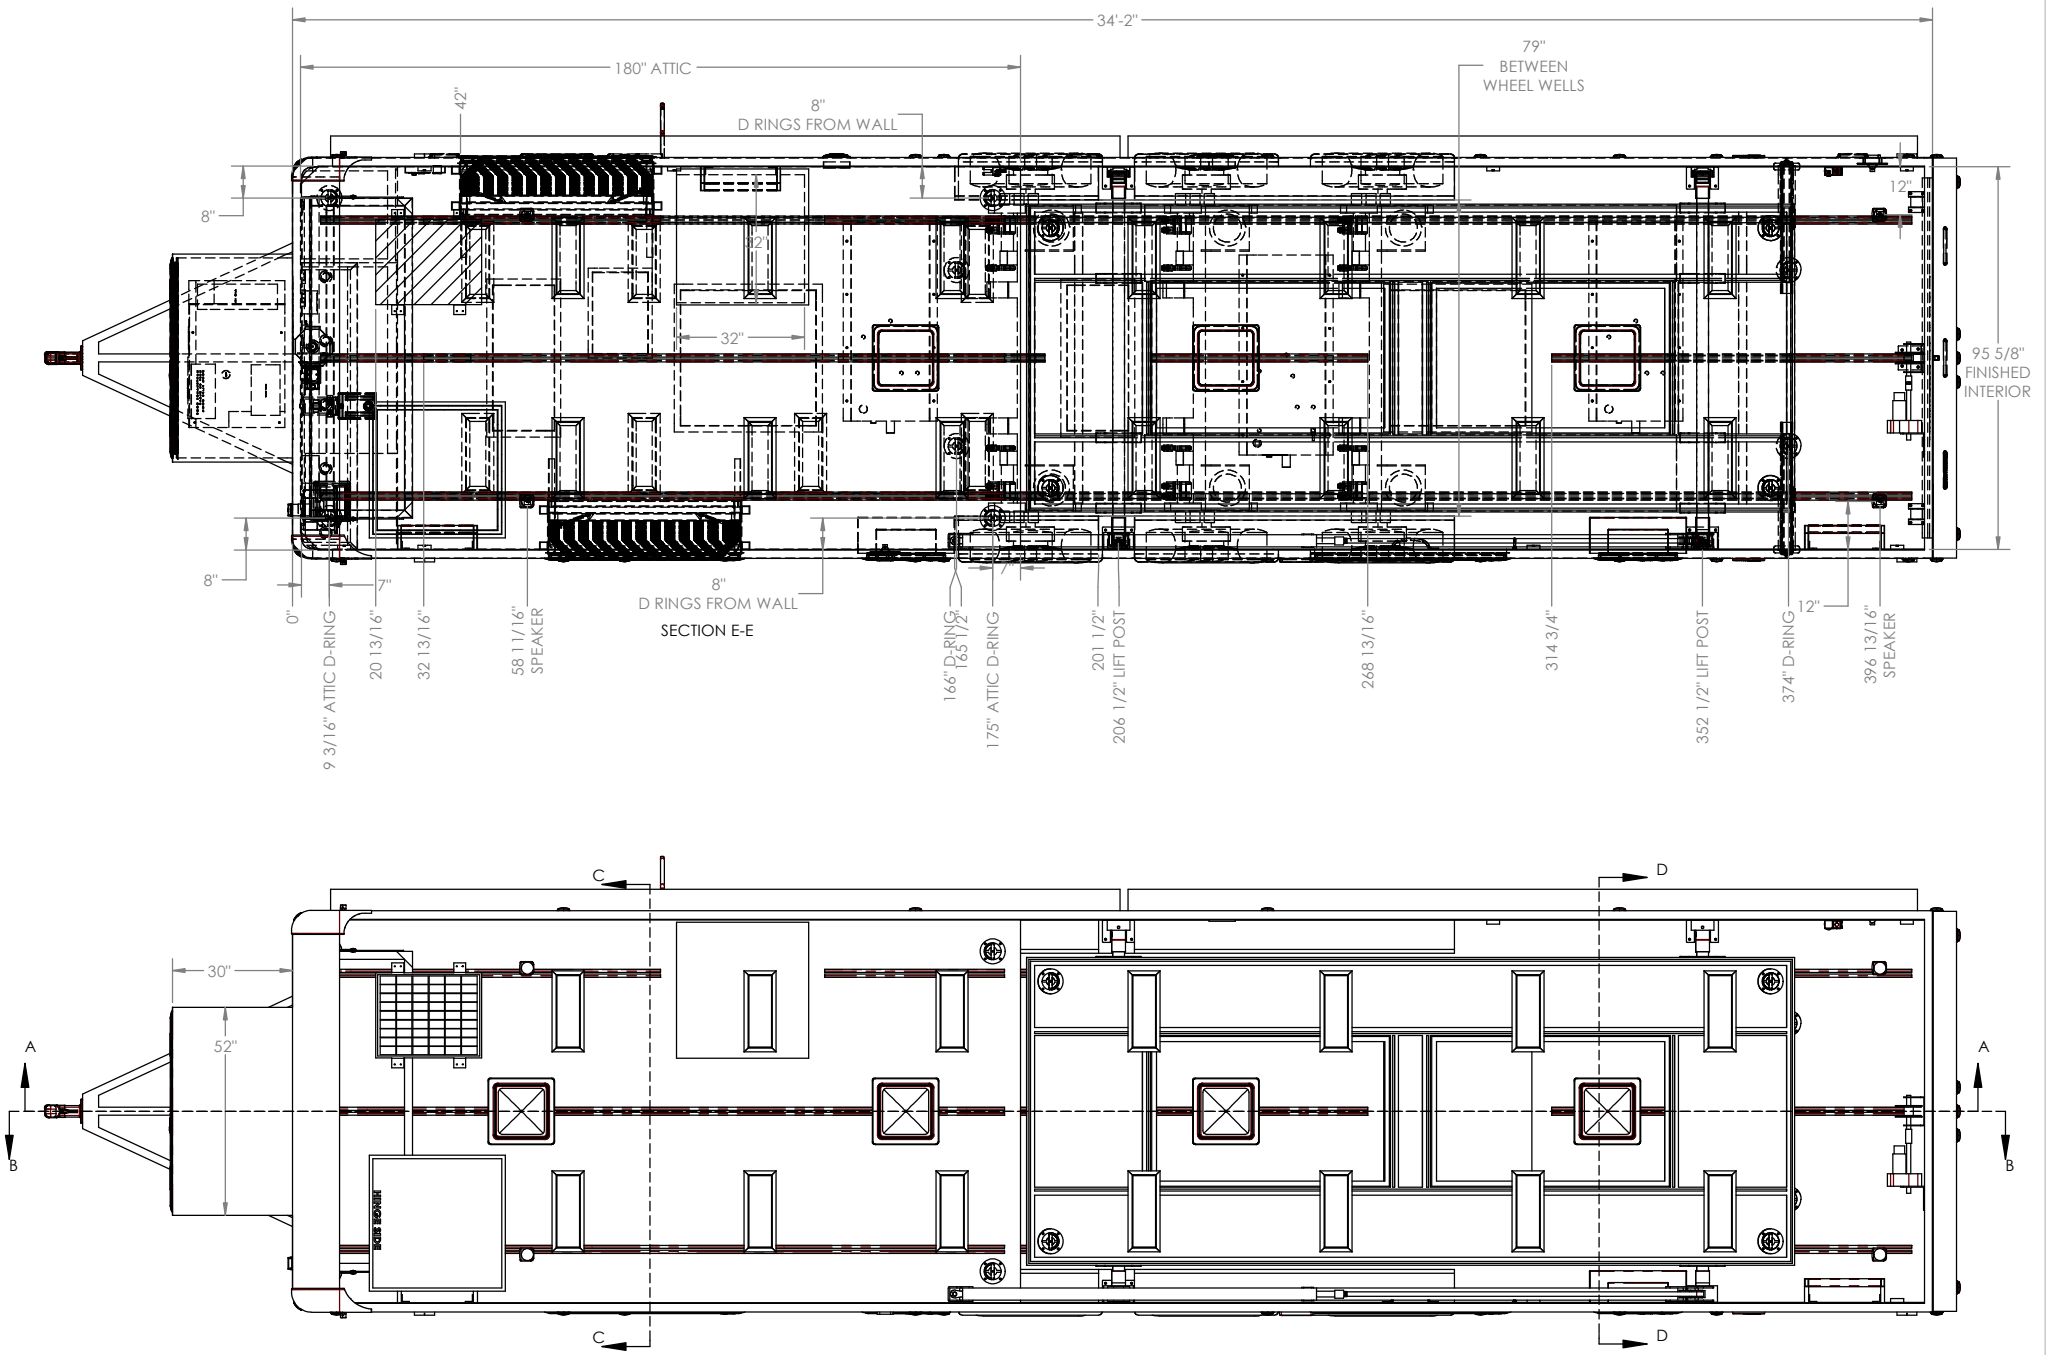 34'-2"
180" ATTIC
79"
BETWEEN
WHEEL WELLS
42"
8"
D RINGS FROM WALL
8"
12"
32"
32"
95 5/8"
FINISHED
INTERIOR
8"
7"
8"
D RINGS FROM WALL
7"
12"
SECTION E-E
0"
9 3/16" ATTIC D-RING
20 13/16"
32 13/16"
58 11/16"
SPEAKER
166" D-RING
165 1/2"
175" ATTIC D-RING
201 1/2"
206 1/2" LIFT POST
268 13/16"
314 3/4"
352 1/2" LIFT POST
374" D-RING
396 13/16"
SPEAKER
C
D
30"
52"
A
A
B
B
HINGE SIDE
C
D